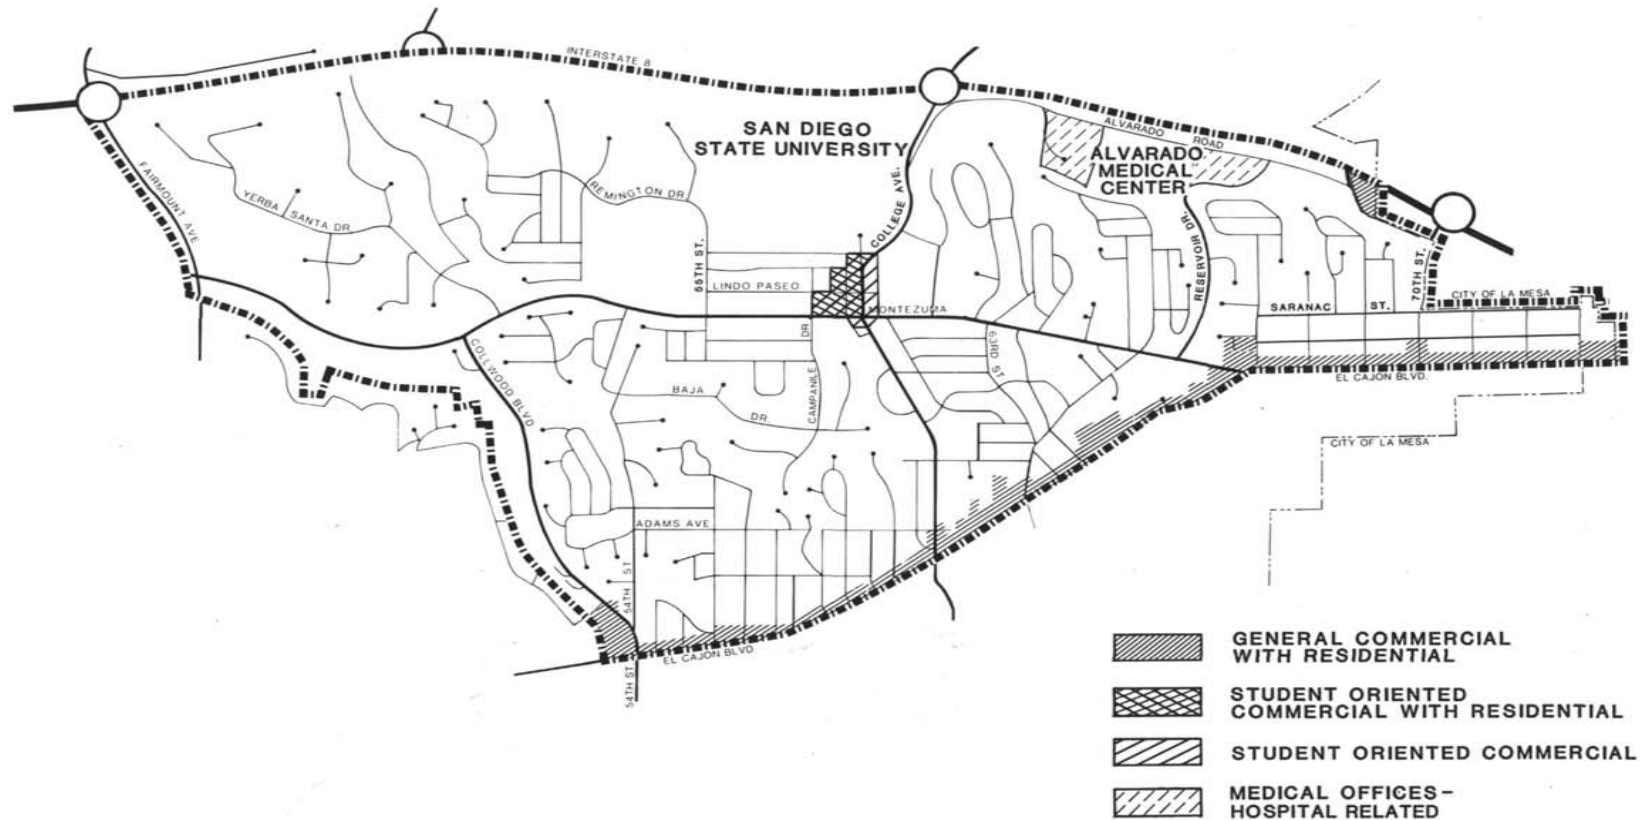 INTERSTATE 8
SAN DIEGO
STATE UNIVERSITY
ALVARADO
ROAD
ALVARADO
MEDICAL
CENTER
FAIRMOUNT AVE
YERBA SANTA DR.
REMINGTON DR.
COLLEGE AVE.
55TH ST.
RESERVOIR DR.
70TH ST.
LINDO PASEO
MONTEZUMA
SARANAC ST.
CITY OF LA MESA
COLLWOOD BLVD
DR
CAMPANILE
63RD ST
BAJA
DR
EL CAJON BLVD.
CITY OF LA MESA
ADAMS AVE
54TH ST
EL CAJON BLVD
54TH ST.
GENERAL COMMERCIAL
WITH RESIDENTIAL
STUDENT ORIENTED
COMMERCIAL WITH RESIDENTIAL
STUDENT ORIENTED COMMERCIAL
MEDICAL OFFICES-
HOSPITAL RELATED